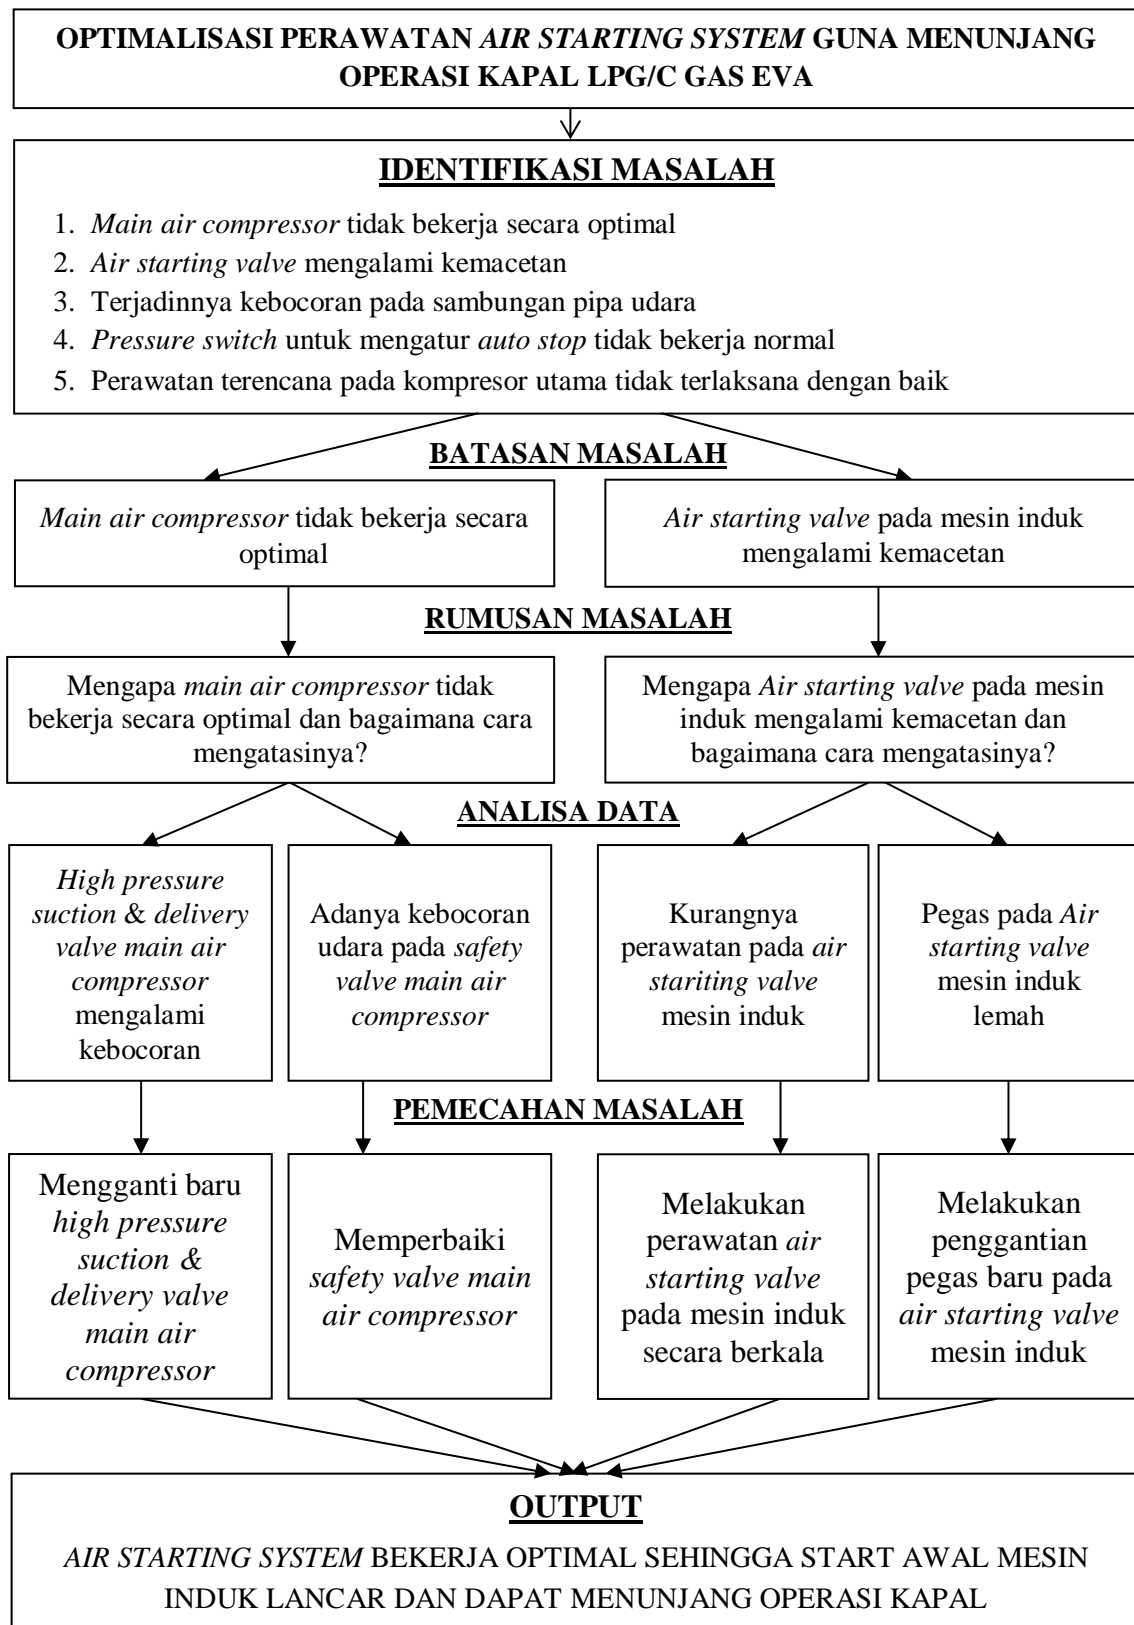 OPTIMALISASI PERAWATAN AIR STARTING SYSTEM GUNA MENUNJANG
OPERASI KAPAL LPG/C GAS EVA
IDENTIFIKASI MASALAH
1. Main air compressor tidak bekerja secara optimal
2. Air starting valve mengalami kemacetan
3. Terjadinnya kebocoran pada sambungan pipa udara
4. Pressure switch untuk mengatur auto stop tidak bekerja normal
5. Perawatan terencana pada kompresor utama tidak terlaksana dengan baik
BATASAN MASALAH
Main air compressor tidak bekerja secara
optimal
Air starting valve pada mesin induk
mengalami kemacetan
RUMUSAN MASALAH
Mengapa main air compressor tidak
bekerja secara optimal dan bagaimana cara
mengatasinya?
Mengapa Air starting valve pada mesin
induk mengalami kemacetan dan
bagaimana cara mengatasinya?
ANALISA DATA
High pressure
suction & delivery
valve main air
compressor
mengalami
kebocoran
Adanya kebocoran
udara pada safety
valve main air
compressor
Kurangnya
perawatan pada air
stariting valve
mesin induk
Pegas pada Air
starting valve
mesin induk
lemah
PEMECAHAN MASALAH
Mengganti baru
high pressure
suction &
delivery valve
main air
compressor
Memperbaiki
safety valve main
air compressor
Melakukan
perawatan air
starting valve
pada mesin induk
secara berkala
Melakukan
penggantian
pegas baru pada
air starting valve
mesin induk
OUTPUT
AIR STARTING SYSTEM BEKERJA OPTIMAL SEHINGGA START AWAL MESIN
INDUK LANCAR DAN DAPAT MENUNJANG OPERASI KAPAL